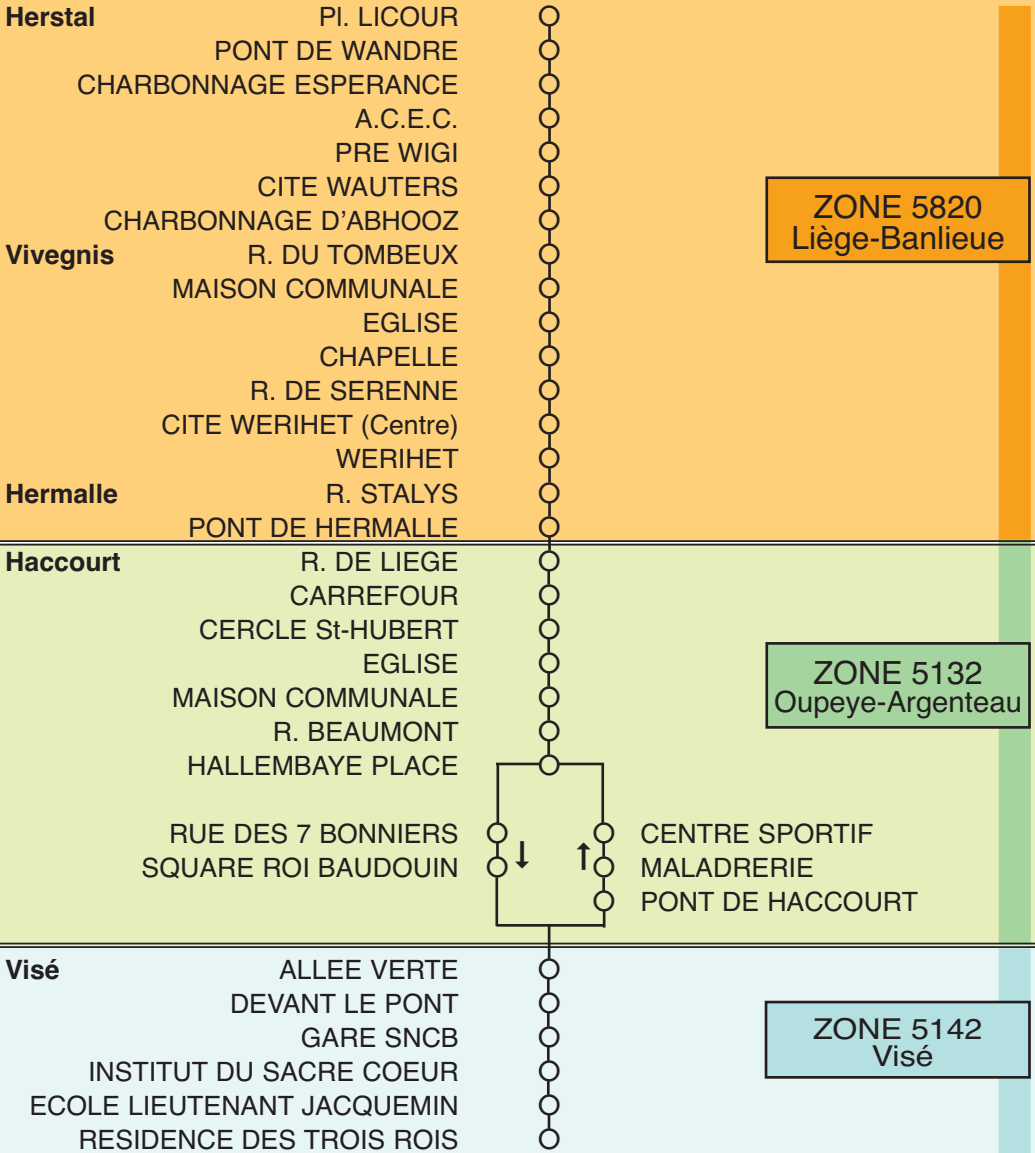 Herstal Pl. LICOUR
PONT DE WANDRE
CHARBONNAGE ESPERANCE
A.C.E.C.
PRE WIGI
CITE WAUTERS
CHARBONNAGE D'ABHOOZ
ZONE 5820
Liège-Banlieue
Vivegnis R. DU TOMBEUX
MAISON COMMUNALE
EGLISE
CHAPELLE
R. DE SERENNE
CITE WERIHET (Centre)
WERIHET
Hermalle R. STALYS
PONT DE HERMALLE
Haccourt R. DE LIEGE
CARREFOUR
CERCLE St-HUBERT
EGLISE
MAISON COMMUNALE
ZONE 5132
Oupeye-Argenteau
R. BEAUMONT
HALLEMBAYE PLACE
RUE DES 7 BONNIERS
SQUARE ROI BAUDOUIN
CENTRE SPORTIF
MALADRERIE
PONT DE HACCOURT
Visé ALLEE VERTE
DEVANT LE PONT
GARE SNCB
INSTITUT DU SACRE COEUR
ECOLE LIEUTENANT JACQUEMIN
RESIDENCE DES TROIS ROIS
ZONE 5142
Visé